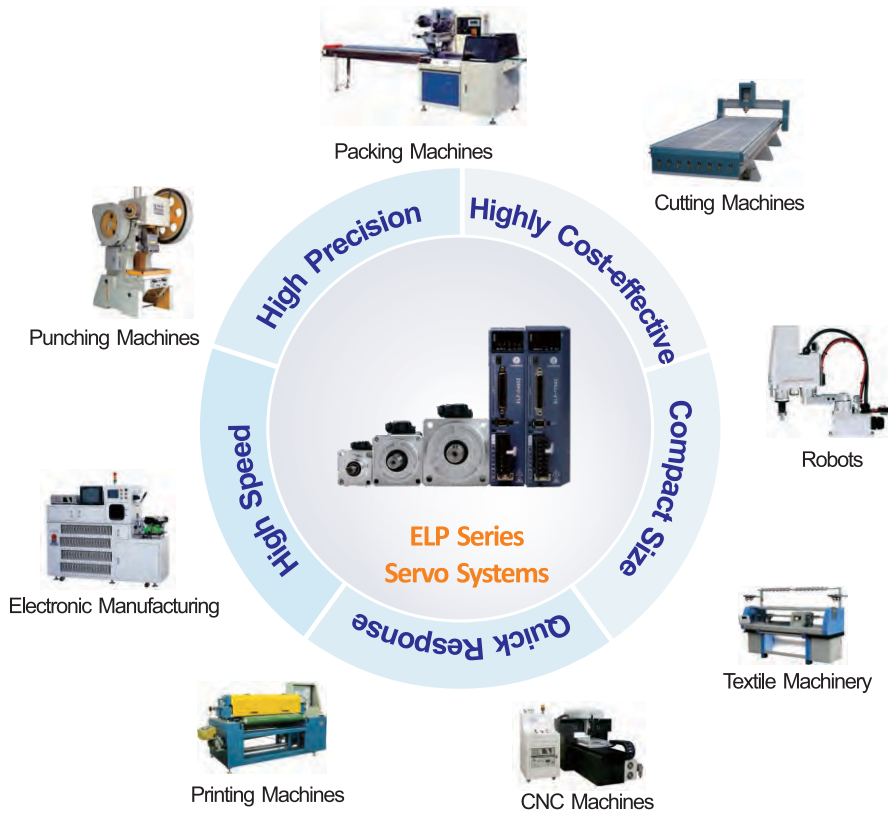 Packing Machines
Cutting Machines
Punching Machines
Robots
Electronic Manufacturing
Textile Machinery
Printing Machines
CNC Machines
High Precision
Highly Cost-effective
Compact Size
Quick Response
High Speed
ELP Series
Servo Systems